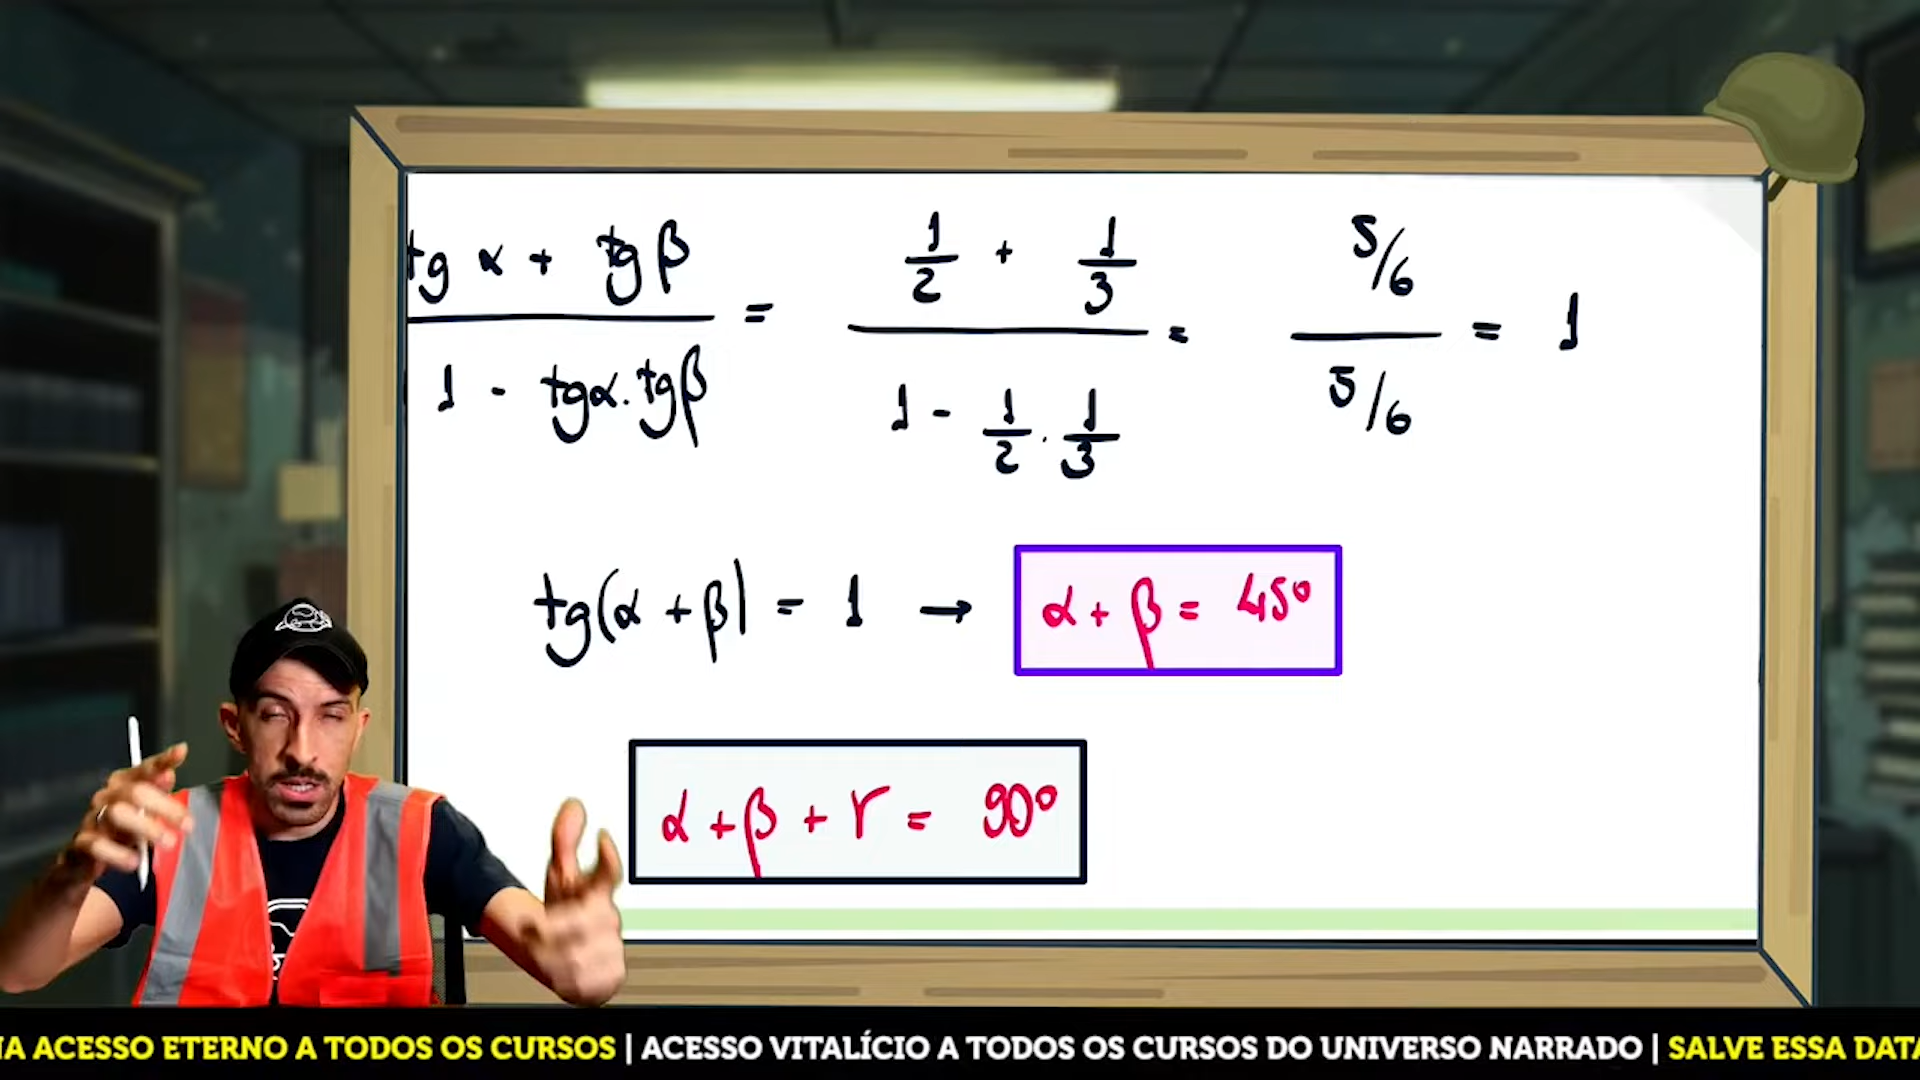 tg α + tg β / 1 - tgα.tgβ = 1/2 + 1/3 / 1 - 1/2 . 1/3 = 5/6 / 5/6 = 1
tg(α + β) = 1 → α + β = 45°
α + β + γ = 90°
IA ACESSO ETERNO A TODOS OS CURSOS | ACESSO VITALÍCIO A TODOS OS CURSOS DO UNIVERSO NARRADO | SALVE ESSA DATA